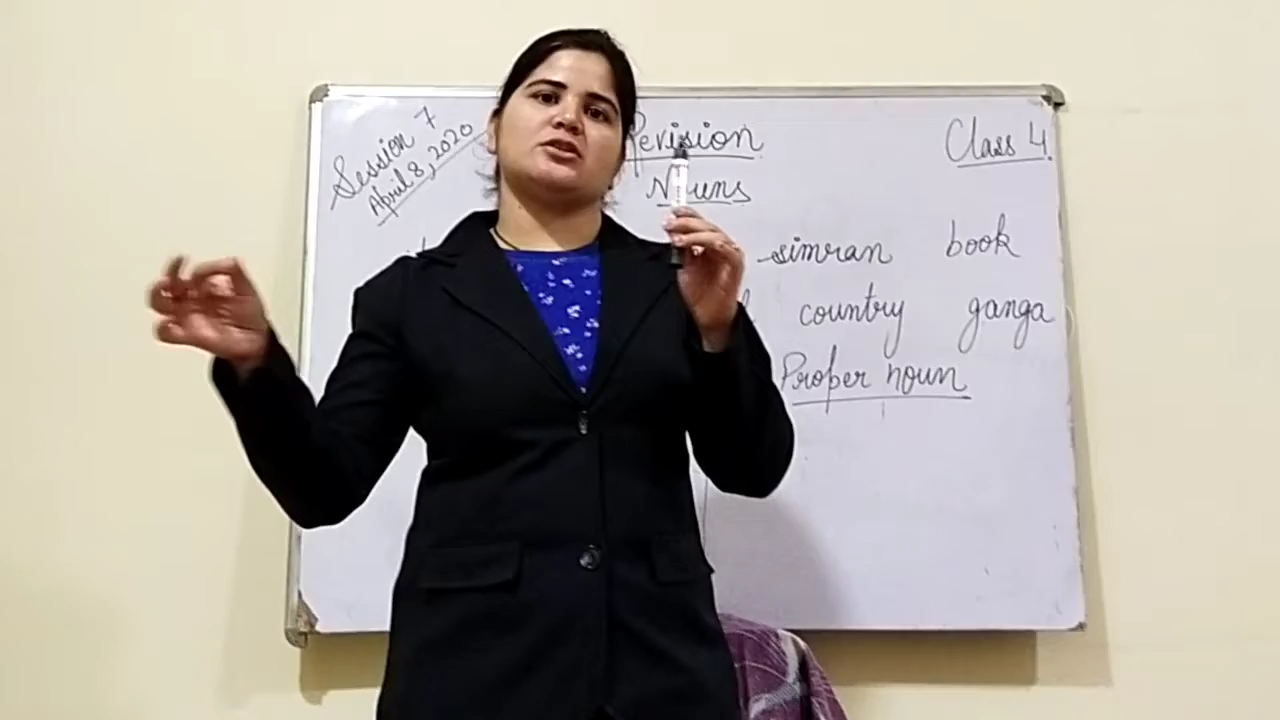 Session 7
April 8, 2020
Revision
Class 4
Nouns
simran book
country ganga
Proper noun